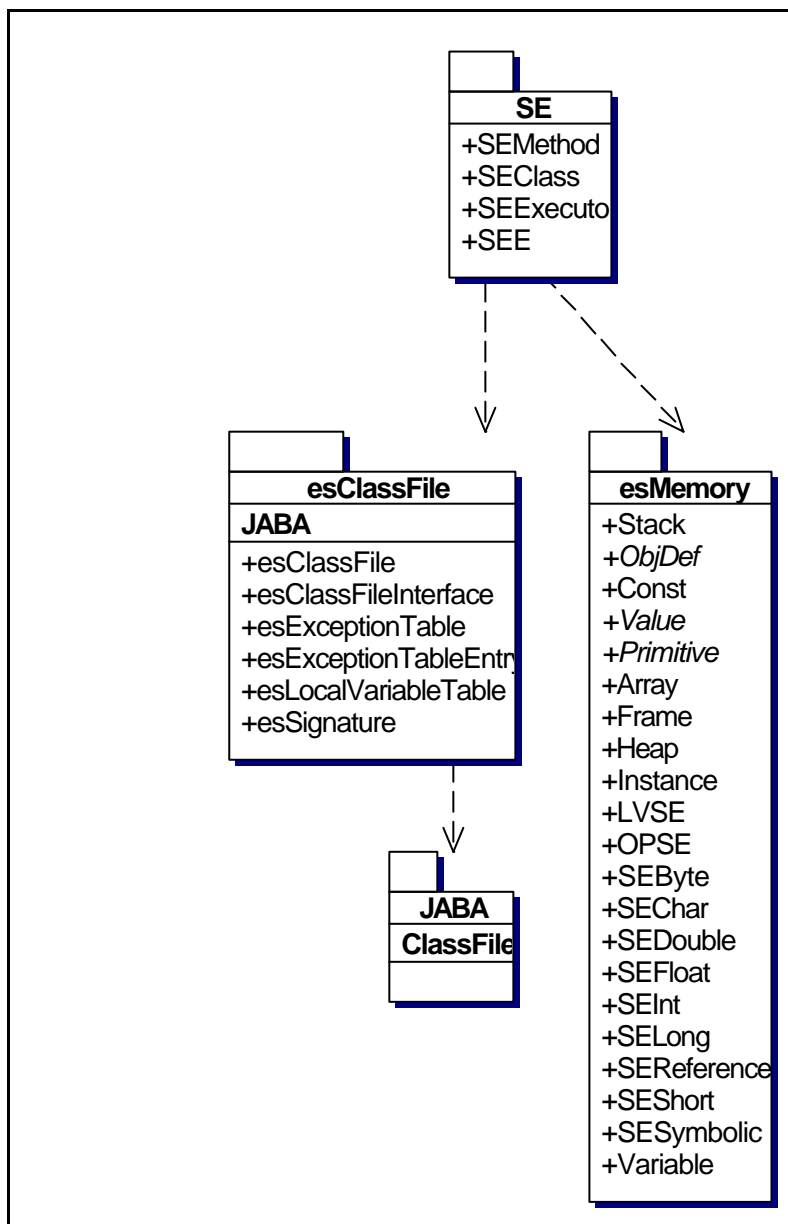 SE
+SEMethod
+SEClass
+SEExecuto
+SEE
esClassFile
JABA
+esClassFile
+esClassFileInterface
+esExceptionTable
+esExceptionTableEntry
+esLocalVariableTable
+esSignature
JABA
ClassFile
esMemory
+Stack
+ObjDef
+Const
+Value
+Primitive
+Array
+Frame
+Heap
+Instance
+LVSE
+OPSE
+SEByte
+SEChar
+SEDouble
+SEFloat
+SEInt
+SELong
+SEReference
+SEShort
+SESymbolic
+Variable